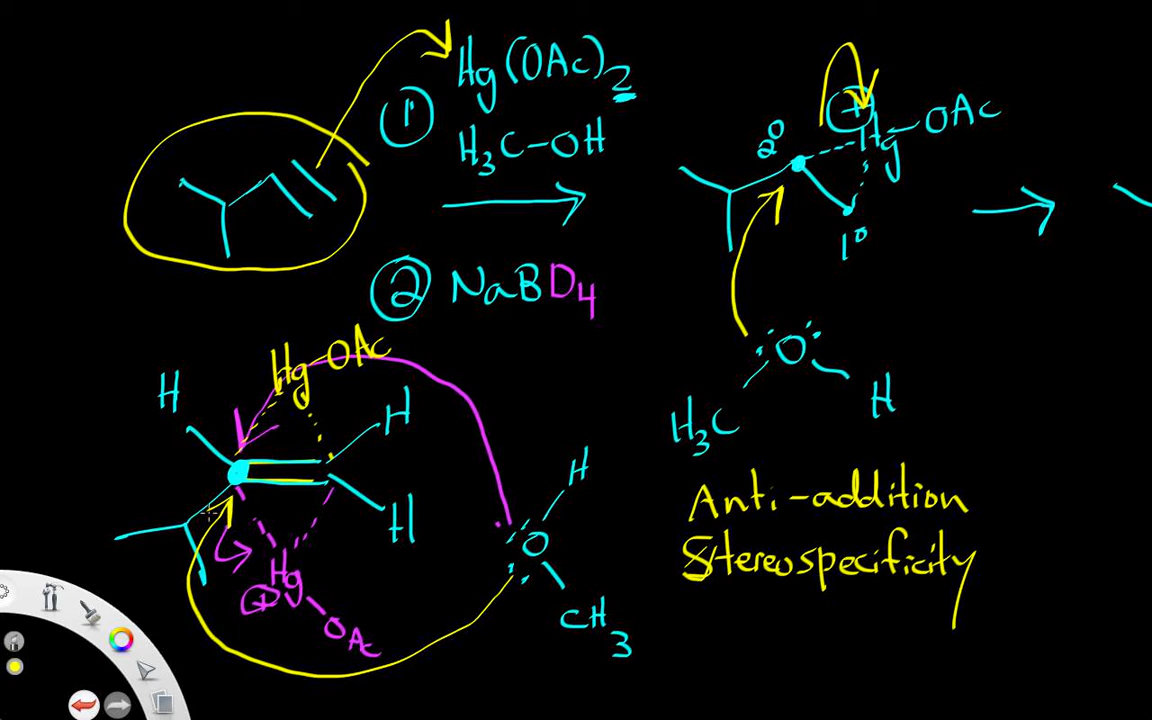 ① Hg(OAc)₂
H₃C-OH
② NaBD₄
⊕
Hg-OAc
2°
1°
O
H₃C
H
Hg-OAc
H
H
H
Hg
⊕
OAc
H
O
CH₃
Anti-addition
Stereospecificity